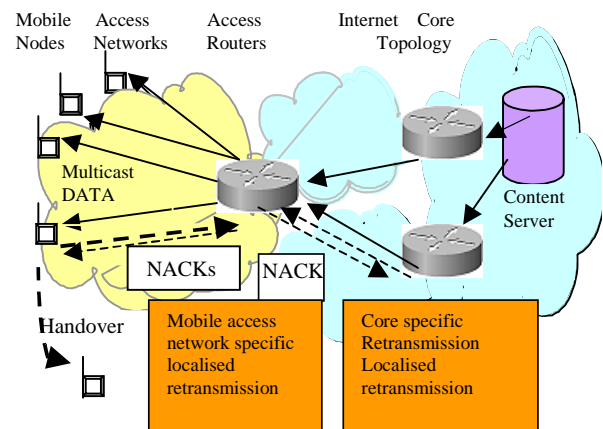 Mobile Access Access Internet Core
Nodes Networks Routers Topology
Multicast
DATA
Content
Server
NACKs
NACK
Handover
Mobile access
network specific
localised
retransmission
Core specific
Retransmission
Localised
retransmission